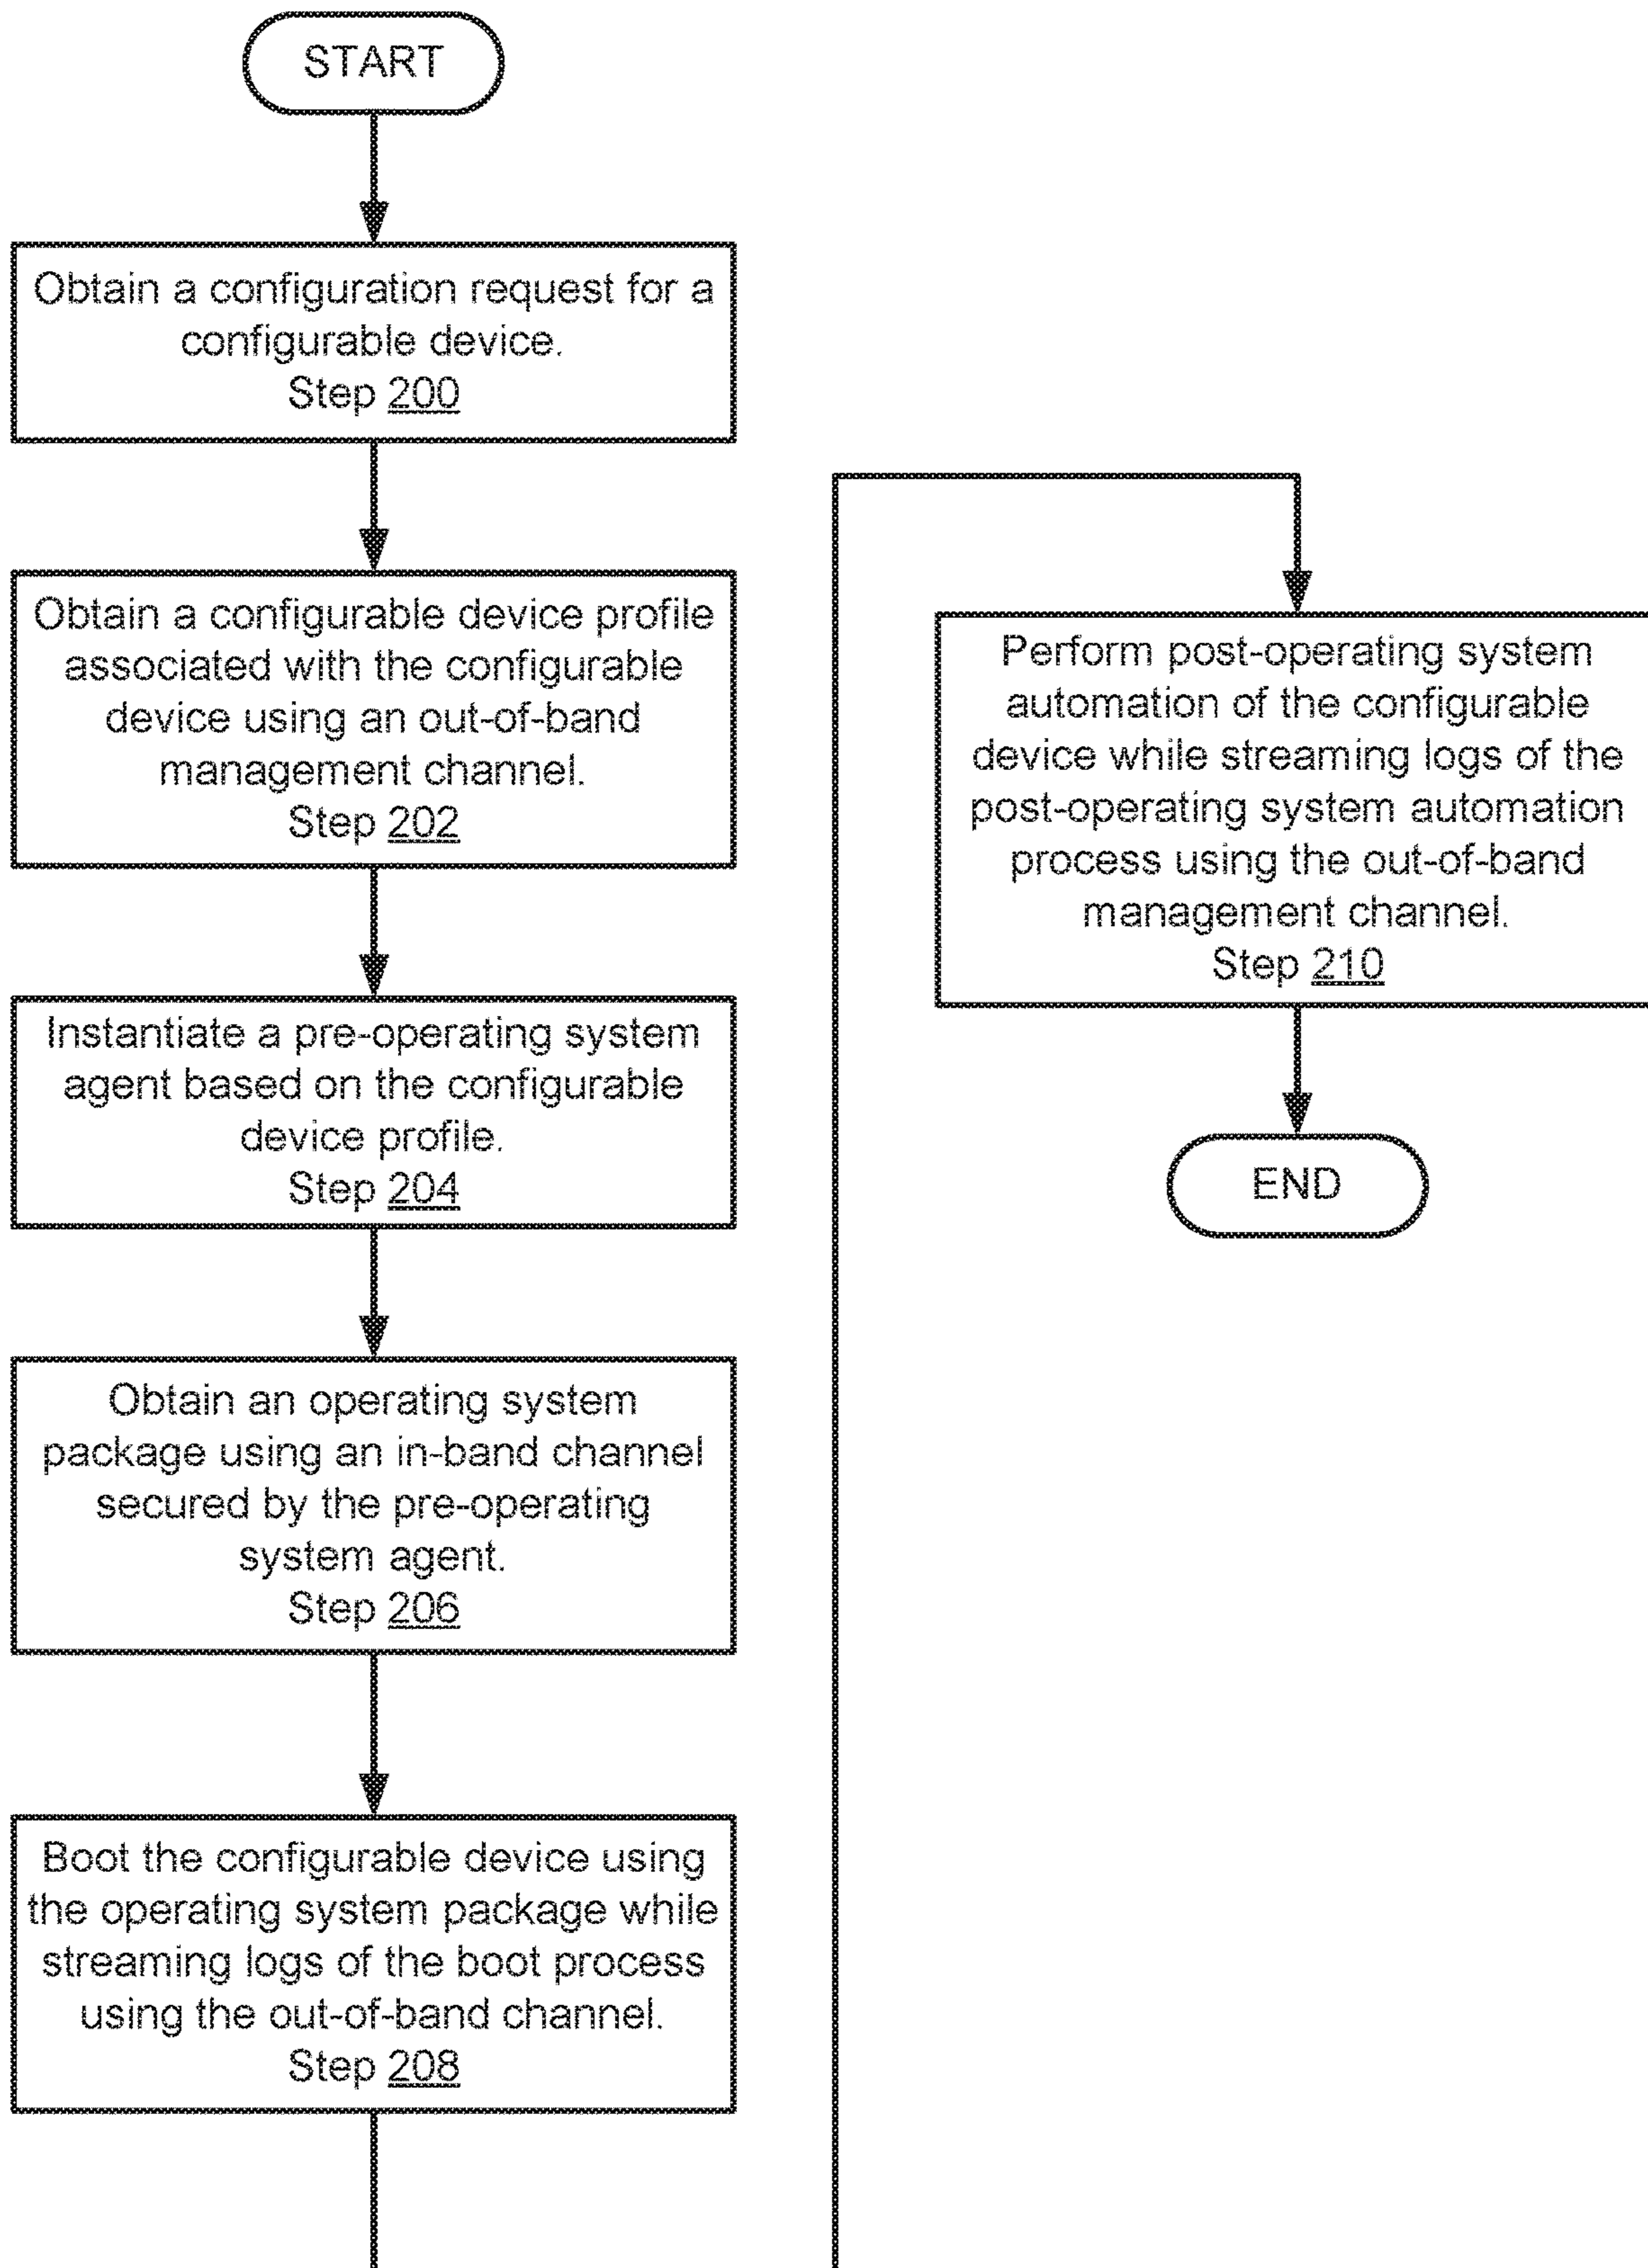 START
Obtain a configuration request for a
configurable device.
Step 200
Obtain a configurable device profile
associated with the configurable
device using an out-of-band
management channel.
Step 202
Instantiate a pre-operating system
agent based on the configurable
device profile.
Step 204
Obtain an operating system
package using an in-band channel
secured by the pre-operating
system agent.
Step 206
Boot the configurable device using
the operating system package while
streaming logs of the boot process
using the out-of-band channel.
Step 208
Perform post-operating system
automation of the configurable
device while streaming logs of the
post-operating system automation
process using the out-of-band
management channel.
Step 210
END